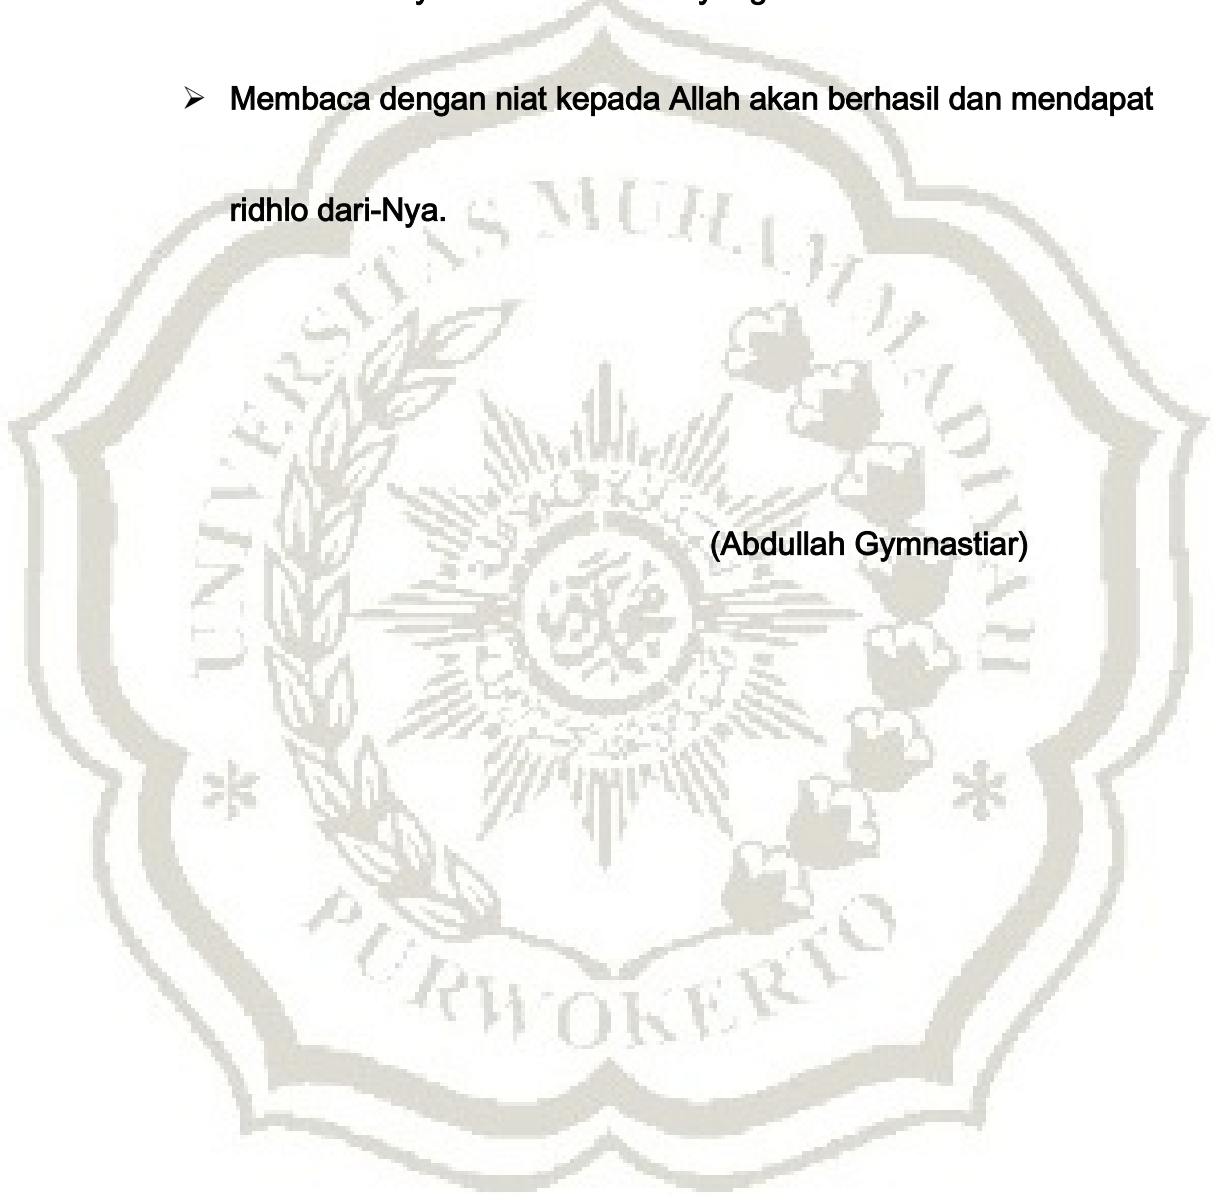 ➢ Membaca dengan niat kepada Allah akan berhasil dan mendapat
ridhlo dari-Nya.
UNIVERSITAS MUHAMMADIYAH
(Abdullah Gymnastiar)
PURWOKERTO